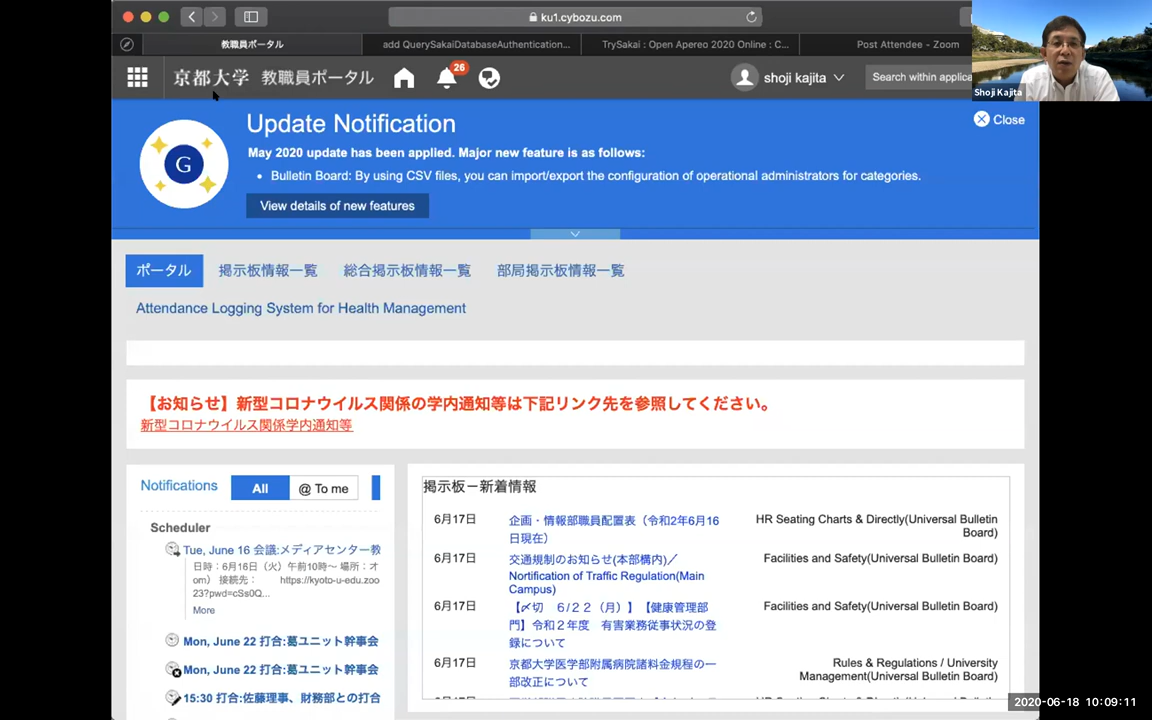 ku1.cybozu.com
教職員ポータル
add QuerySakaiDatabaseAuthentication...
TrySakai : Open Apereo 2020 Online : C...
Post Attendee - Zoom
京都大学 教職員ポータル
26
shoji kajita
Search within applica
Shoji Kajita
G
Update Notification
Close
May 2020 update has been applied. Major new feature is as follows:
• Bulletin Board: By using CSV files, you can import/export the configuration of operational administrators for categories.
View details of new features
ポータル
掲示板情報一覧
総合掲示板情報一覧
部局掲示板情報一覧
Attendance Logging System for Health Management
【お知らせ】新型コロナウイルス関係の学内通知等は下記リンク先を参照してください。
新型コロナウイルス関係学内通知等
Notifications
All
@ To me
Scheduler
Tue, June 16 会議:メディアセンター教
日時：6月16日（火）午前10時〜 場所：オ
om） 接続先： https://kyoto-u-edu.zoo
23?pwd=cSs0Q...
More
Mon, June 22 打合:葛ユニット幹事会
Mon, June 22 打合:葛ユニット幹事会
15:30 打合:佐藤理事、財務部との打合
掲示板－新着情報
6月17日
企画・情報部職員配置表（令和2年6月16
日現在）
HR Seating Charts & Directly(Universal Bulletin
Board)
6月17日
交通規制のお知らせ(本部構内)／
Nortification of Traffic Regulation(Main
Campus)
Facilities and Safety(Universal Bulletin Board)
6月17日
【〆切　６/２２（月）】【健康管理部
門】令和２年度　有害業務従事状況の登
録について
Facilities and Safety(Universal Bulletin Board)
6月17日
京都大学医学部附属病院諸料金規程の一
部改正について
Rules & Regulations / University
Management(Universal Bulletin Board)
2020-06-18 10:09:11